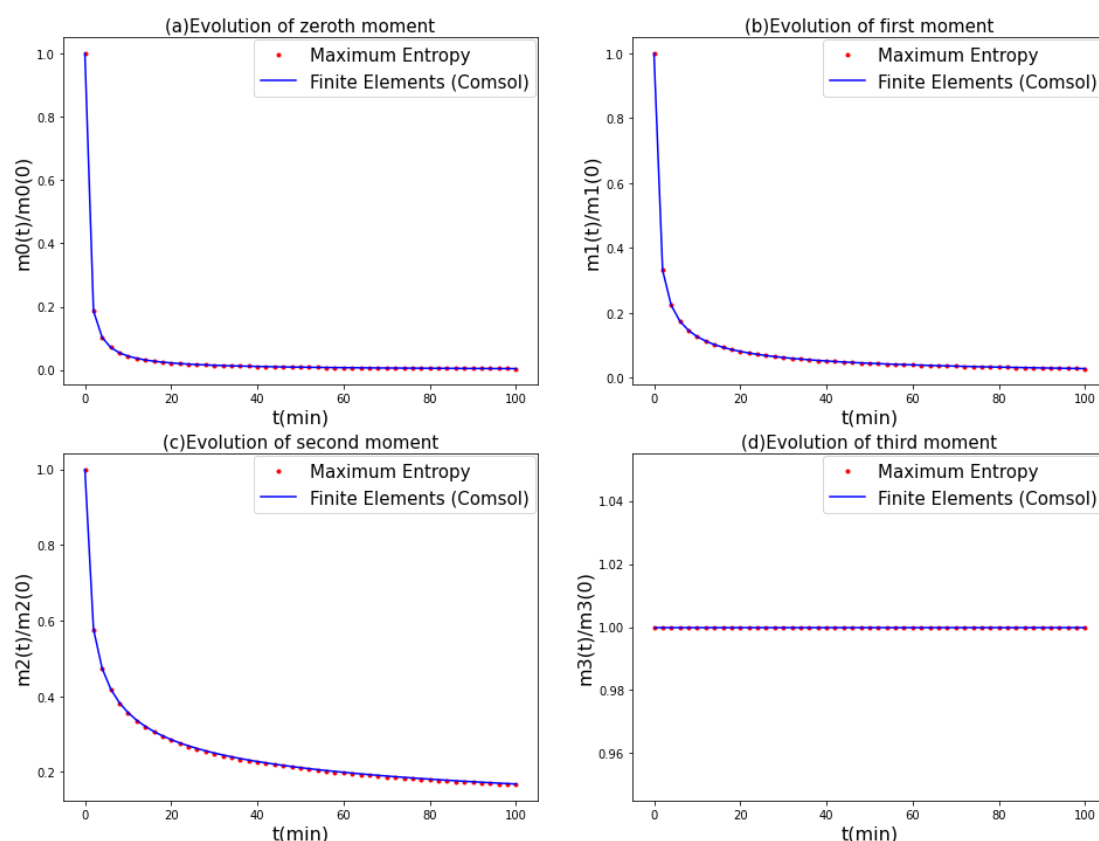 (a)Evolution of zeroth moment
Maximum Entropy
Finite Elements (Comsol)
m0(t)/m0(0)
1.0
0.8
0.6
0.4
0.2
0.0
0 20 40 60 80 100
t(min)
(b)Evolution of first moment
Maximum Entropy
Finite Elements (Comsol)
m1(t)/m1(0)
1.0
0.8
0.6
0.4
0.2
0.0
0 20 40 60 80 100
t(min)
(c)Evolution of second moment
Maximum Entropy
Finite Elements (Comsol)
m2(t)/m2(0)
1.0
0.8
0.6
0.4
0.2
0 20 40 60 80 100
t(min)
(d)Evolution of third moment
Maximum Entropy
Finite Elements (Comsol)
m3(t)/m3(0)
1.04
1.02
1.00
0.98
0.96
0 20 40 60 80 100
t(min)